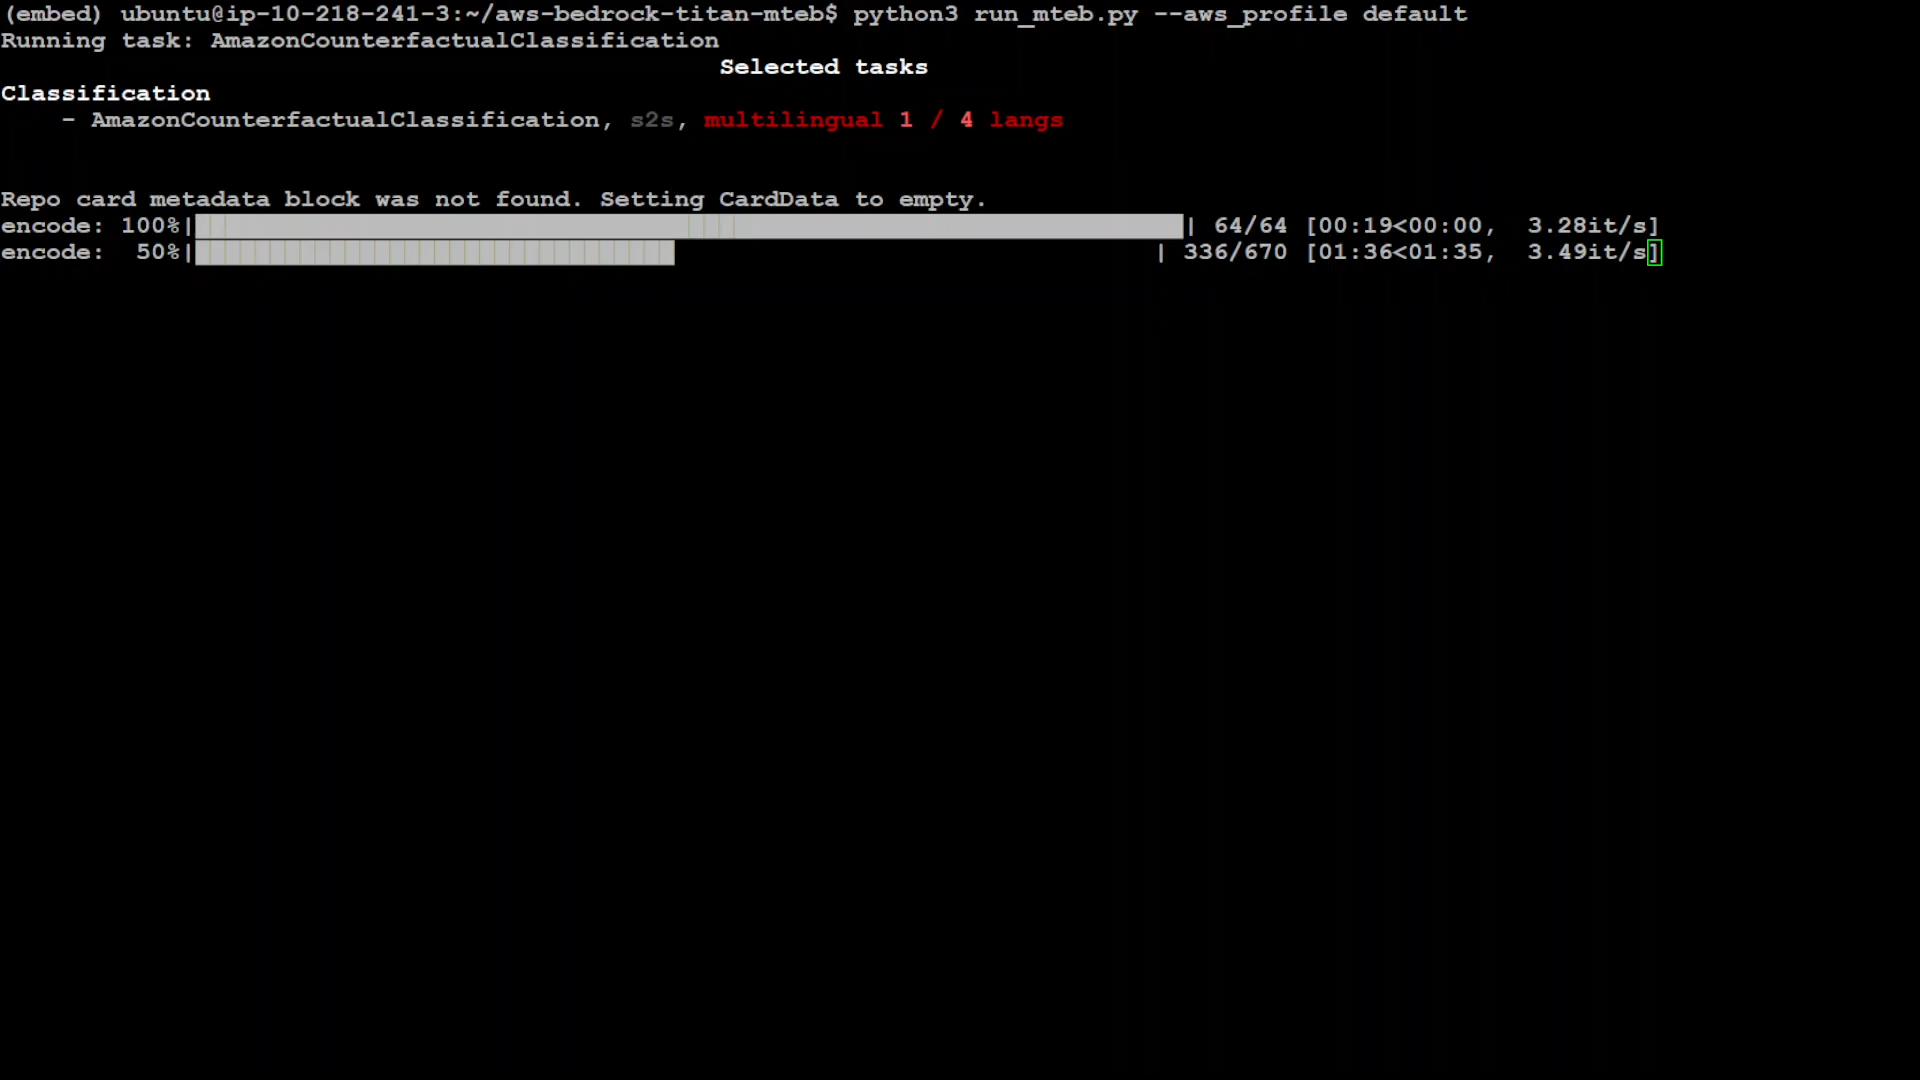 (embed) ubuntu@ip-10-218-241-3:~/aws-bedrock-titan-mteb$ python3 run_mteb.py --aws_profile default
Running task: AmazonCounterfactualClassification
Selected tasks
Classification
- AmazonCounterfactualClassification, s2s, multilingual 1 / 4 langs
Repo card metadata block was not found. Setting CardData to empty.
encode: 100%| | 64/64 [00:19<00:00, 3.28it/s]
encode: 50%| | 336/670 [01:36<01:35, 3.49it/s]